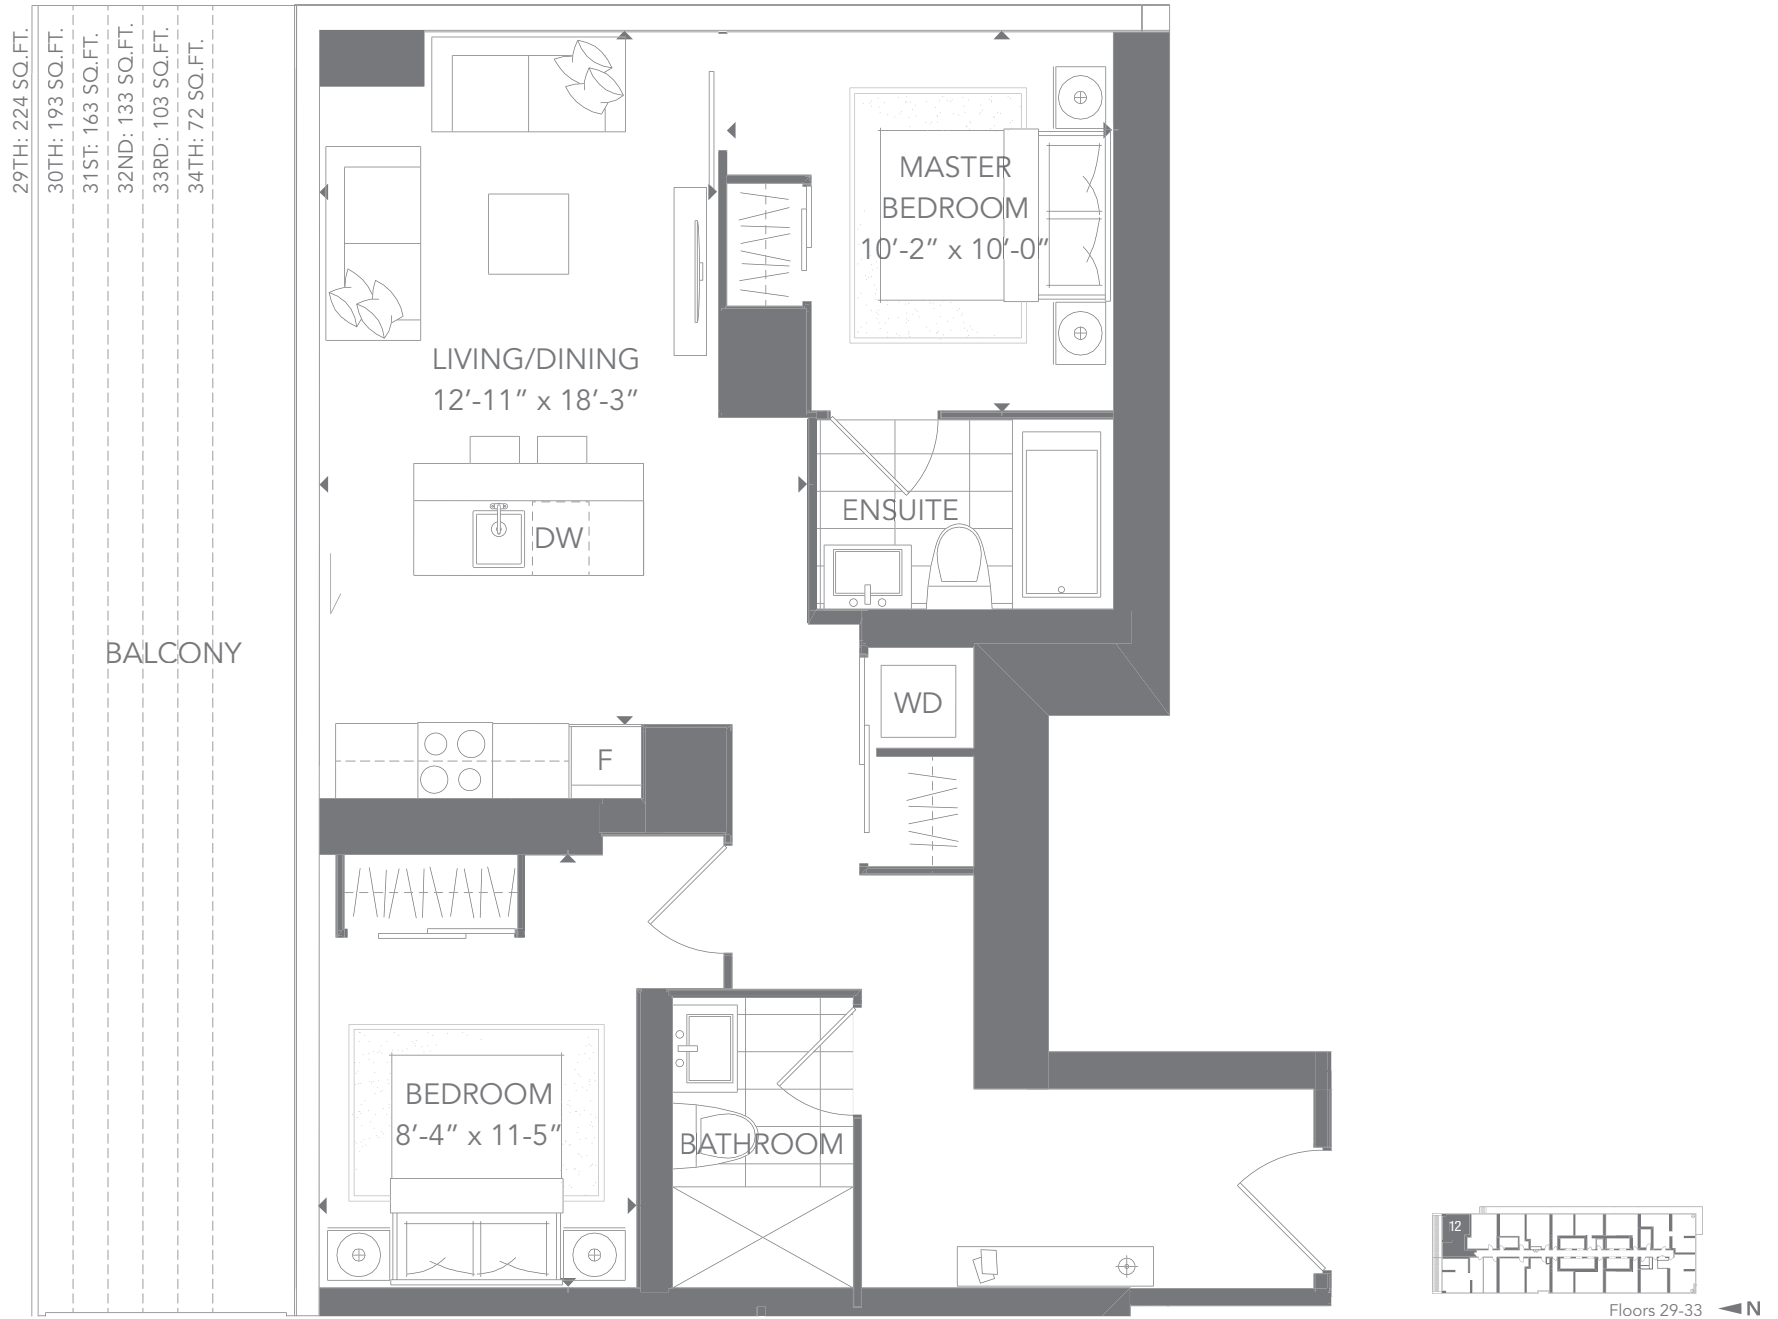 29TH: 224 SQ.FT.
30TH: 193 SQ.FT.
31ST: 163 SQ.FT.
32ND: 133 SQ.FT.
33RD: 103 SQ.FT.
34TH: 72 SQ.FT.
MASTER
BEDROOM
10'-2" x 10'-0"
LIVING/DINING
12'-11" x 18'-3"
ENSUITE
DW
BALCONY
WD
F
BEDROOM
8'-4" x 11-5"
BATHROOM
12
Floors 29-33
N